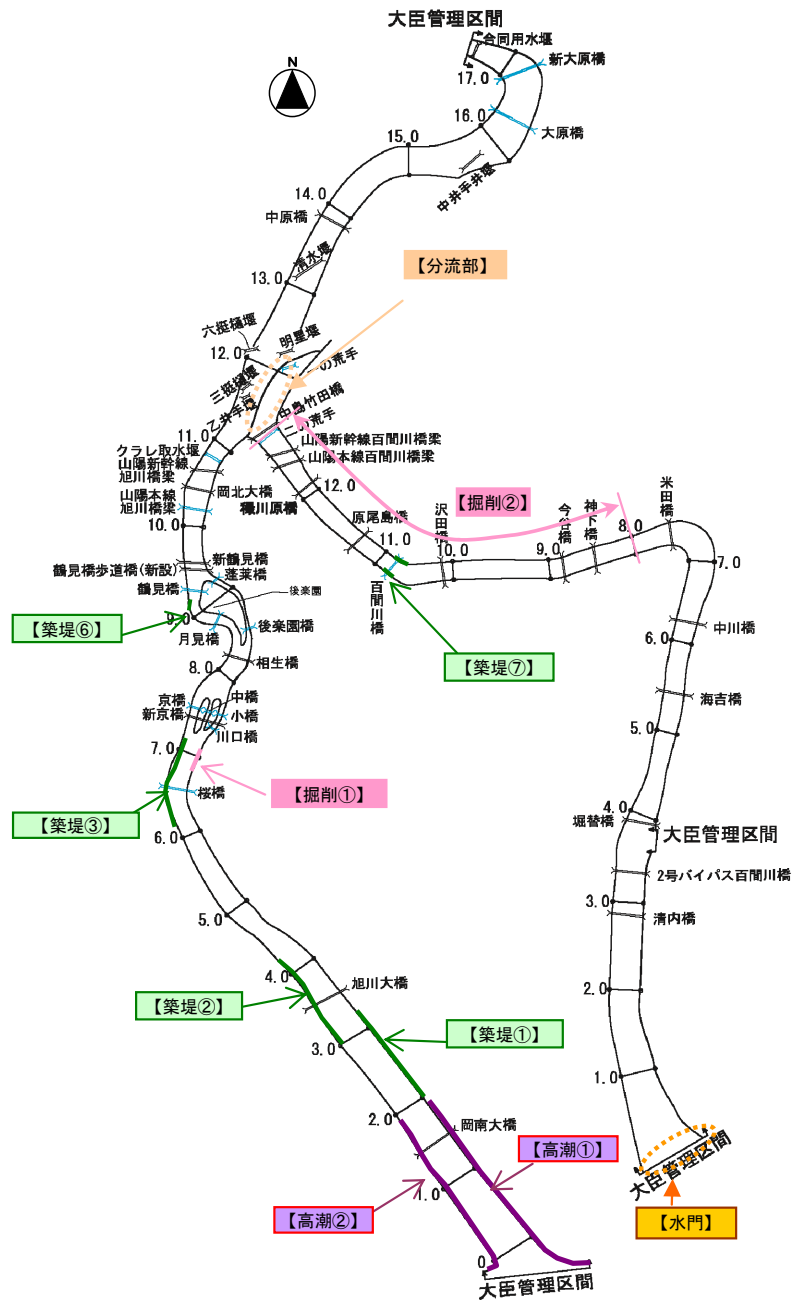 大臣管理区間
合同用水堰
新大原橋
17.0
N
16.0
大原橋
15.0
中井手井堰
14.0
中原橋
清水堰
【分流部】
13.0
六挺樋堰
明星堰
12.0
一の荒手
三挺樋堰
乙井手堰
中島竹田橋
二の荒手
11.0
クラレ取水堰
山陽新幹線
旭川橋梁
山陽新幹線百間川橋梁
山陽本線百間川橋梁
山陽本線
旭川橋梁
岡北大橋
12.0
【掘削②】
米田橋
神下橋
今谷橋
沢田橋
8.0
原尾島橋
11.0
10.0
10.0
9.0
7.0
新鶴見橋
鶴見橋歩道橋(新設)
蓬莱橋
鶴見橋
後楽園
百間川橋
9.0
【築堤⑥】
月見橋
後楽園橋
中川橋
6.0
相生橋
【築堤⑦】
8.0
京橋
中橋
新京橋
小橋
川口橋
海吉橋
7.0
5.0
桜橋
【掘削①】
4.0
【築堤③】
堀替橋
大臣管理区間
6.0
2号バイパス百間川橋
3.0
清内橋
5.0
4.0
旭川大橋
2.0
【築堤②】
【築堤①】
3.0
1.0
2.0
岡南大橋
【高潮①】
大臣管理区間
1.0
【高潮②】
【水門】
0
大臣管理区間